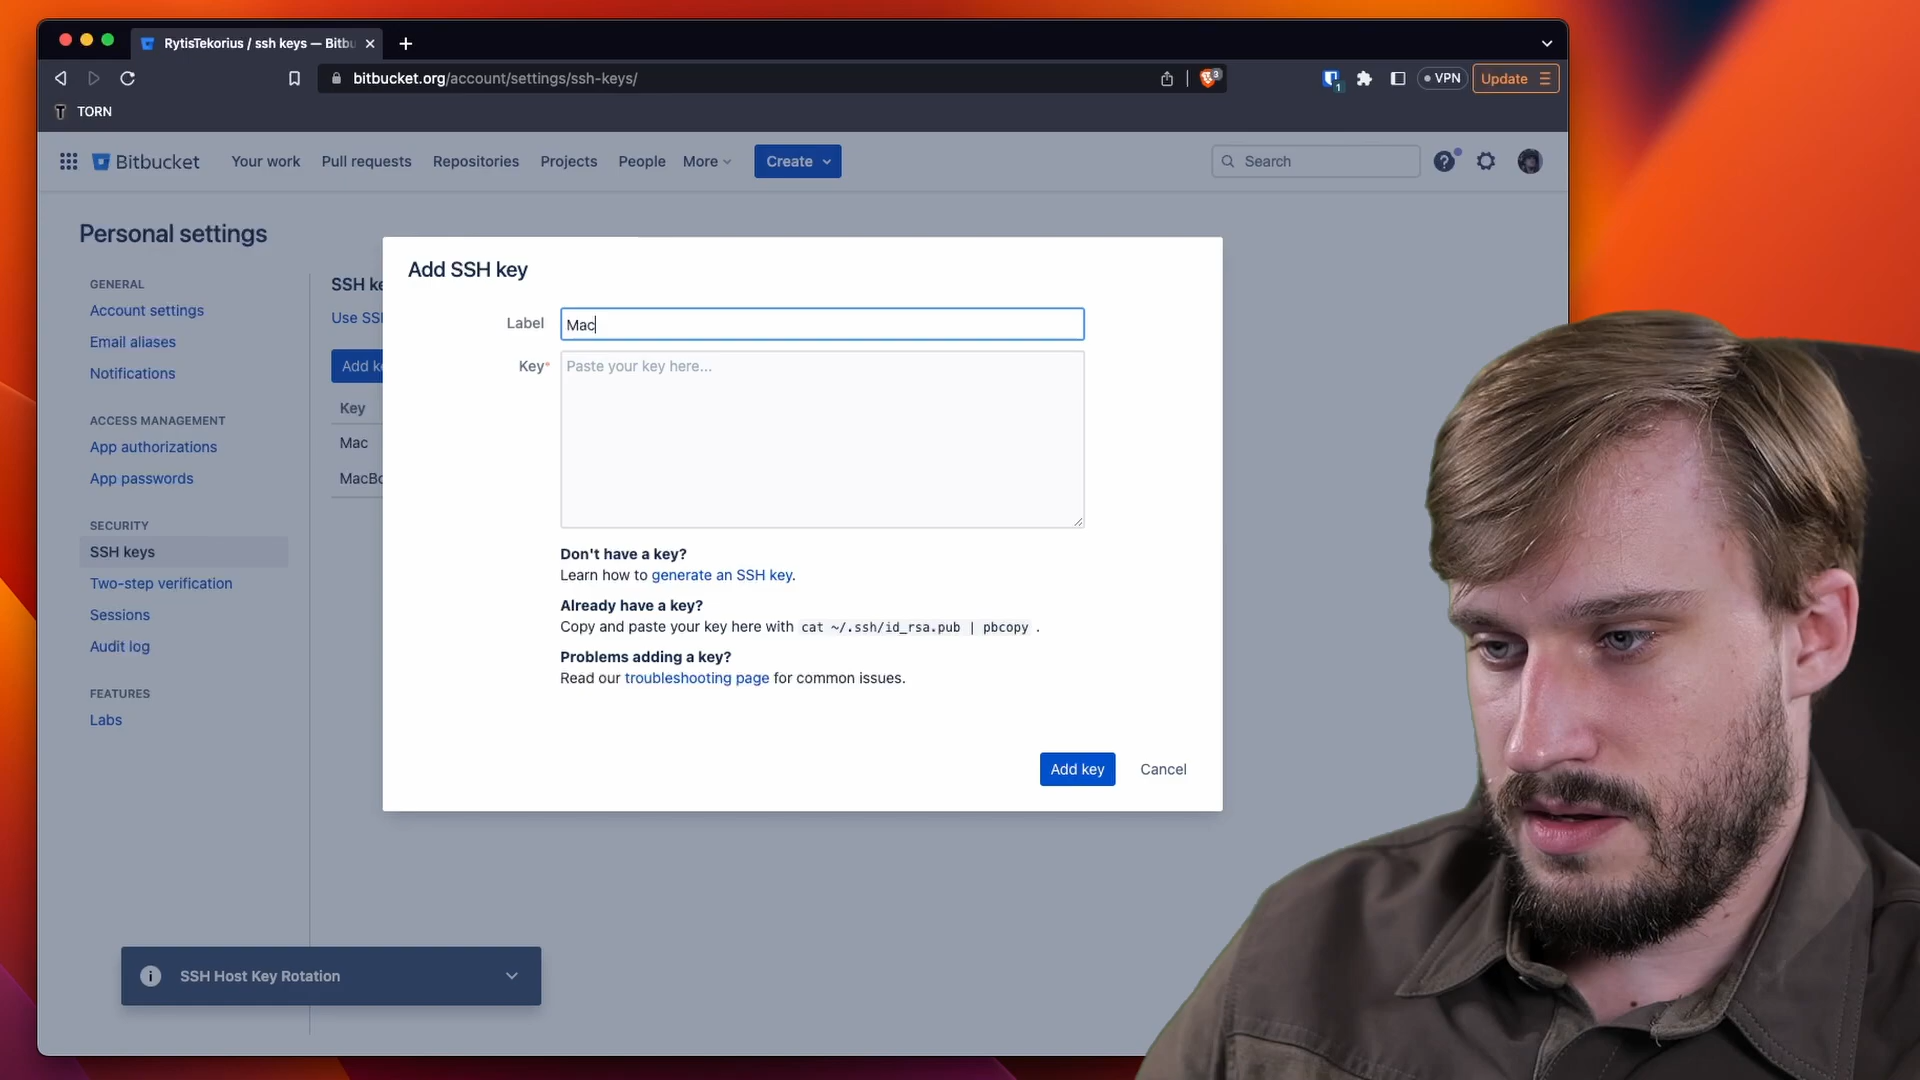 RytisTekorius / ssh keys — Bitbu
bitbucket.org/account/settings/ssh-keys/
3
1
VPN
Update
TORN
Bitbucket
Your work
Pull requests
Repositories
Projects
People
More
Create
Search
Personal settings
GENERAL
Account settings
Email aliases
Notifications
ACCESS MANAGEMENT
App authorizations
App passwords
SECURITY
SSH keys
Two-step verification
Sessions
Audit log
FEATURES
Labs
SSH ke
Use SSH
Add ke
Key
Mac
MacBo
Add SSH key
Label
Mac
Key*
Paste your key here...
Don't have a key?
Learn how to generate an SSH key.
Already have a key?
Copy and paste your key here with cat ~/.ssh/id_rsa.pub | pbcopy .
Problems adding a key?
Read our troubleshooting page for common issues.
Add key
Cancel
SSH Host Key Rotation